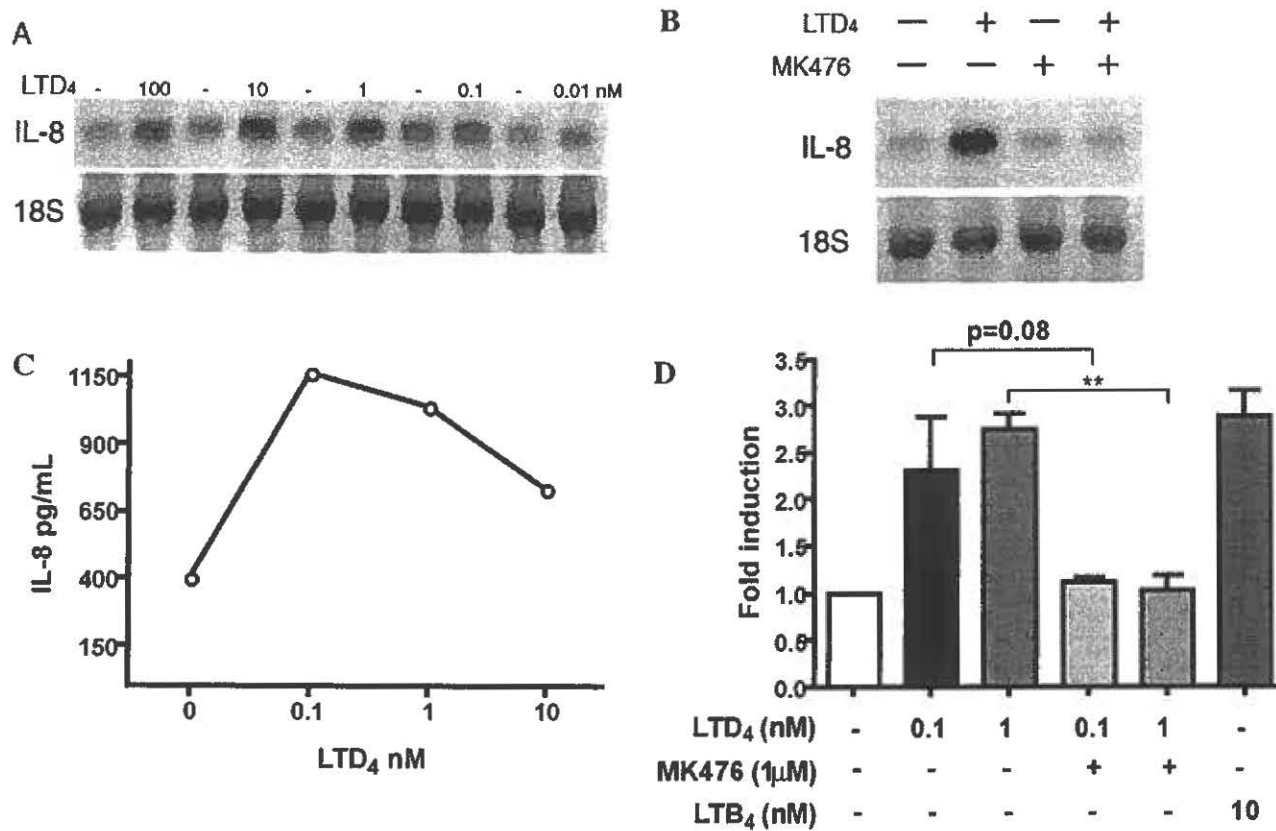 A
LTD₄ - 100 - 10 - 1 - 0.1 - 0.01 nM
IL-8
18S
B
LTD₄ — + — +
MK476 — — + +
IL-8
18S
C
IL-8 pg/mL
1150
900
650
400
150
0 0.1 1 10
LTD₄ nM
D
p=0.08
**
Fold induction
3.5
3.0
2.5
2.0
1.5
1.0
0.5
0.0
LTD₄ (nM) - 0.1 1 0.1 1 -
MK476 (1µM) - - - + + -
LTB₄ (nM) - - - - - 10